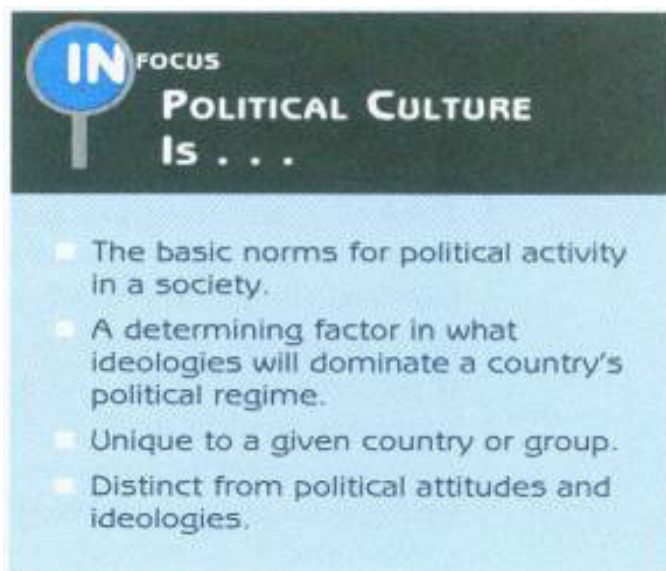 IN FOCUS
POLITICAL CULTURE
IS . . .
The basic norms for political activity
in a society.
A determining factor in what
ideologies will dominate a country's
political regime.
Unique to a given country or group.
Distinct from political attitudes and
ideologies.